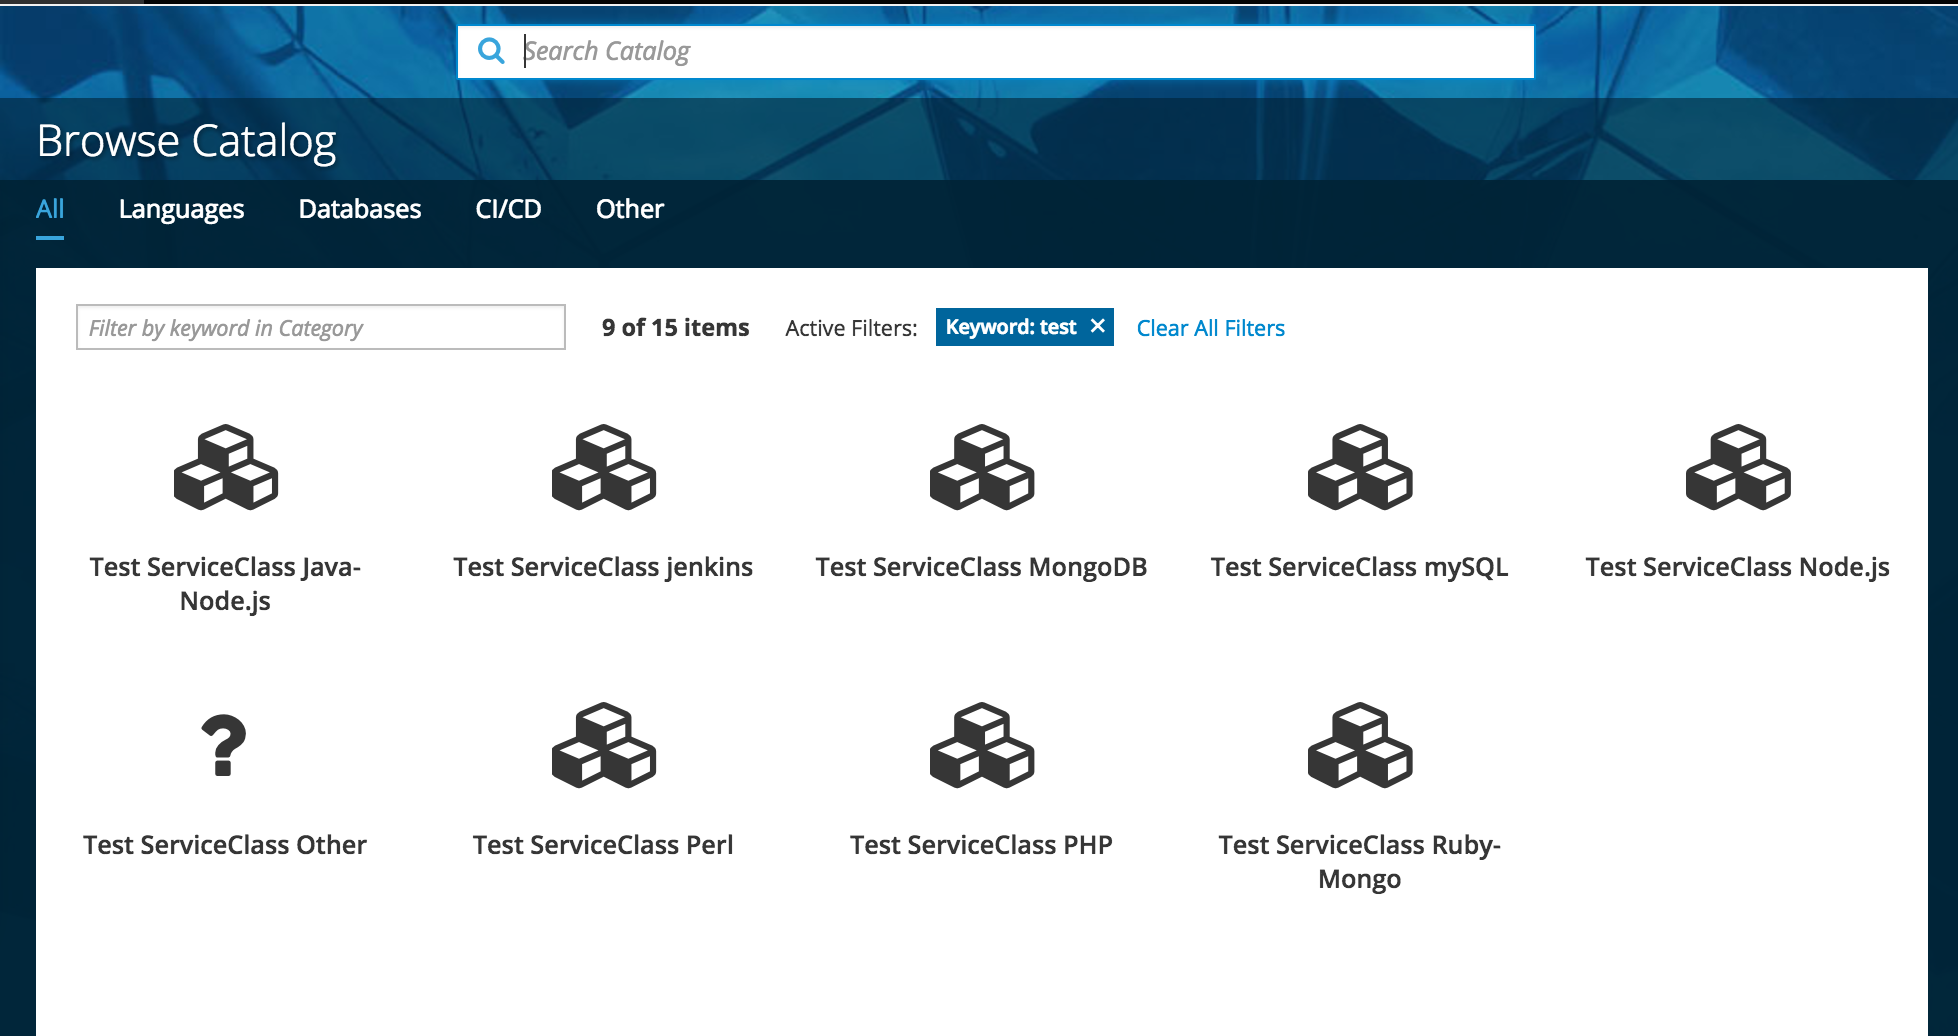 Search Catalog
Browse Catalog
All Languages Databases CI/CD Other
Filter by keyword in Category 9 of 15 items Active Filters: Keyword: test ✕ Clear All Filters
Test ServiceClass Java-
Node.js
Test ServiceClass jenkins
Test ServiceClass MongoDB
Test ServiceClass mySQL
Test ServiceClass Node.js
Test ServiceClass Other
Test ServiceClass Perl
Test ServiceClass PHP
Test ServiceClass Ruby-
Mongo